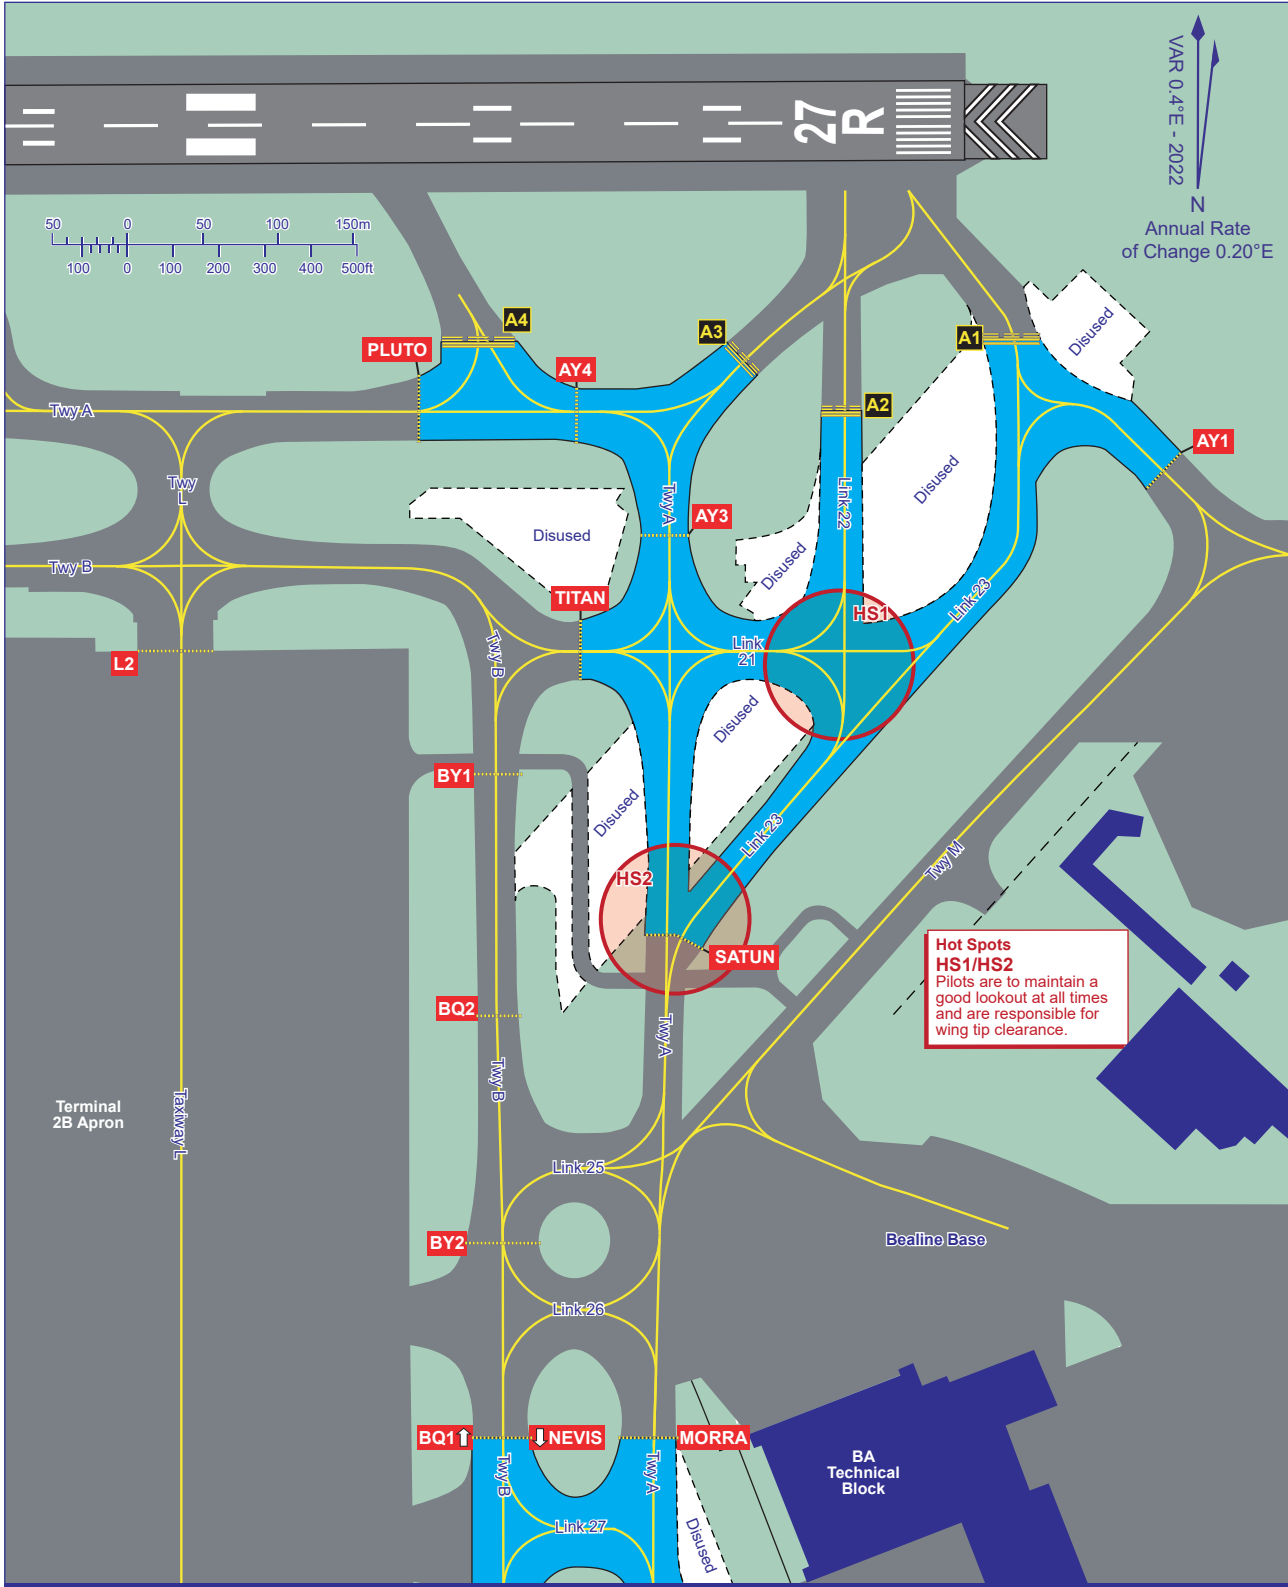 27
R
VAR 0.4°E - 2022
N
Annual Rate
of Change 0.20°E
50 0 50 100 150m
100 0 100 200 300 400 500ft
A4
A3
A1
Disused
PLUTO
AY4
A2
Twy A
AY1
Twy
L
Twy A
Link 22
Disused
AY3
Disused
Disused
Twy B
TITAN
HS1
Link 23
L2
Twy B
Link
21
Disused
BY1
Disused
Link 23
Twy M
HS2
Hot Spots
HS1/HS2
Pilots are to maintain a
good lookout at all times
and are responsible for
wing tip clearance.
SATUN
BQ2
Twy A
Twy B
Terminal
2B Apron
Taxiway L
Link 25
BY2
Bealine Base
Link 26
BQ1
NEVIS
MORRA
BA
Technical
Block
Twy B
Twy A
Link 27
Disused